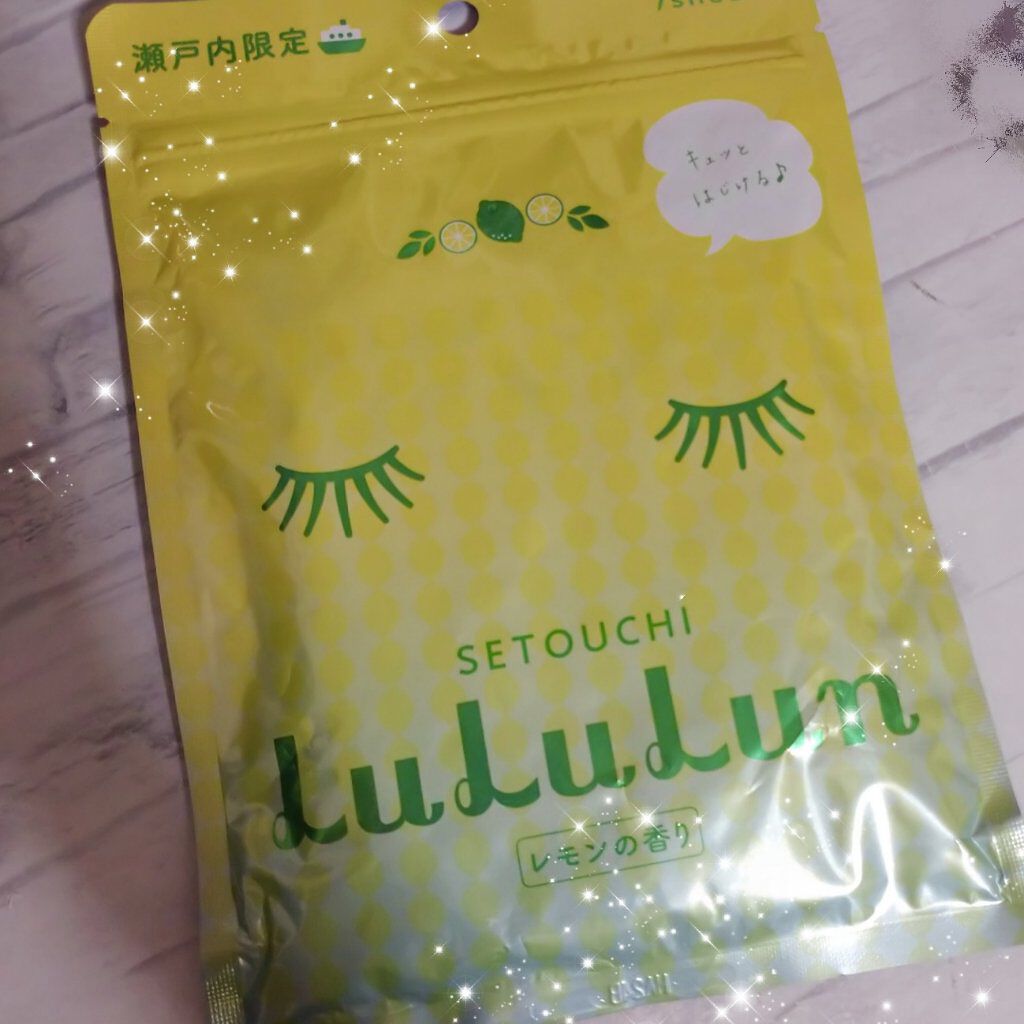 瀬戸内限定
キュッと
はじける♪
SETOUCHI
LuLuLun
レモンの香り